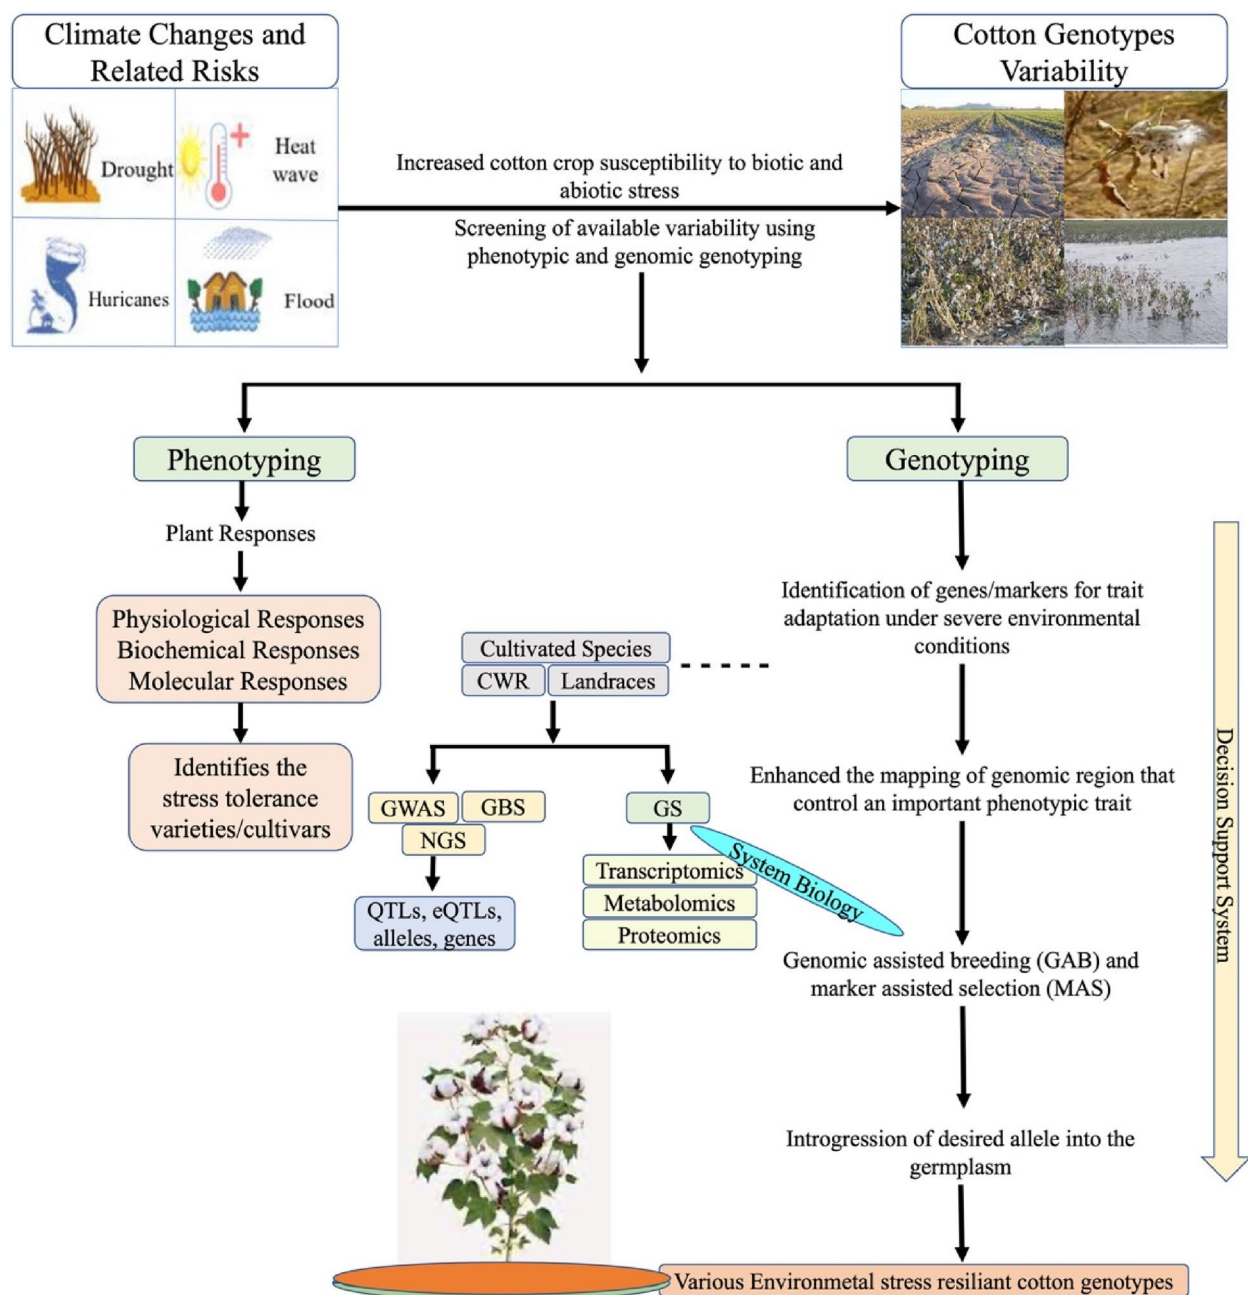 Climate Changes and
Related Risks
Drought
Heat
wave
Huricanes
Flood
Increased cotton crop susceptibility to biotic and
abiotic stress
Screening of available variability using
phenotypic and genomic genotyping
Cotton Genotypes
Variability
Phenotyping
Plant Responses
Physiological Responses
Biochemical Responses
Molecular Responses
Identifies the
stress tolerance
varieties/cultivars
Cultivated Species
CWR
Landraces
GWAS
GBS
NGS
QTLs, eQTLs,
alleles, genes
GS
Transcriptomics
Metabolomics
Proteomics
System Biology
Genotyping
Identification of genes/markers for trait
adaptation under severe environmental
conditions
Enhanced the mapping of genomic region that
control an important phenotypic trait
Genomic assisted breeding (GAB) and
marker assisted selection (MAS)
Introgression of desired allele into the
germplasm
Various Environmetal stress resiliant cotton genotypes
Decision Support System